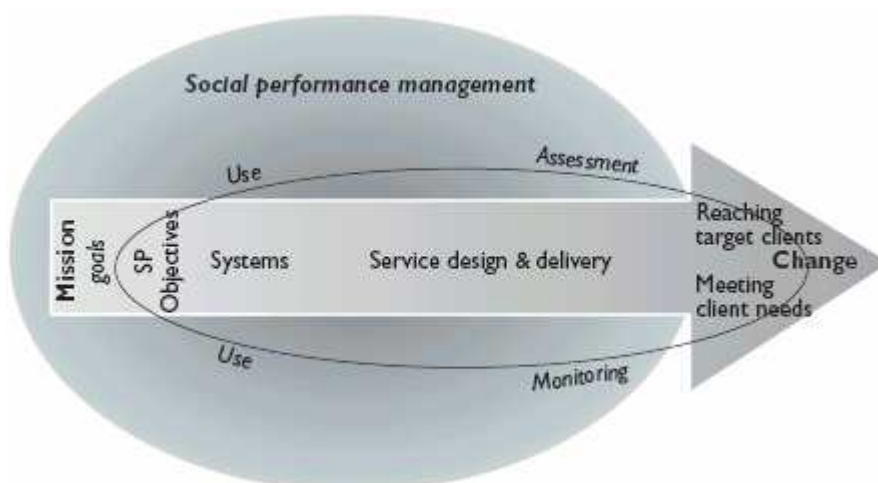 Social performance management
Use
Assessment
Mission
goals
SP
Objectives
Systems
Service design & delivery
Reaching
target clients
Change
Meeting
client needs
Use
Monitoring